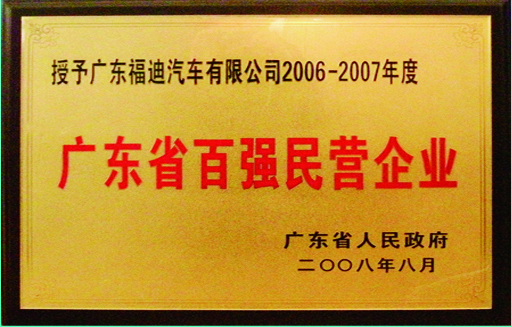 授予广东福迪汽车有限公司2006-2007年度
广东省百强民营企业
广东省人民政府
二〇〇八年八月